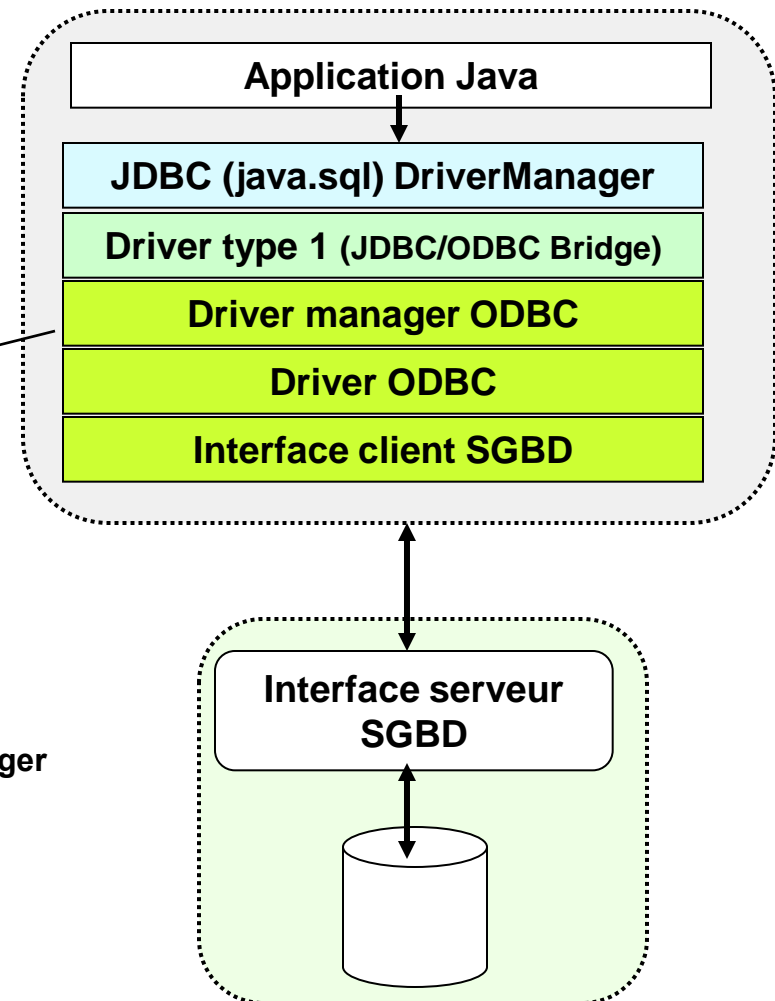 Application Java
JDBC (java.sql) DriverManager
Driver type 1 (JDBC/ODBC Bridge)
Driver manager ODBC
Driver ODBC
Interface client SGBD
Interface serveur
SGBD
ger